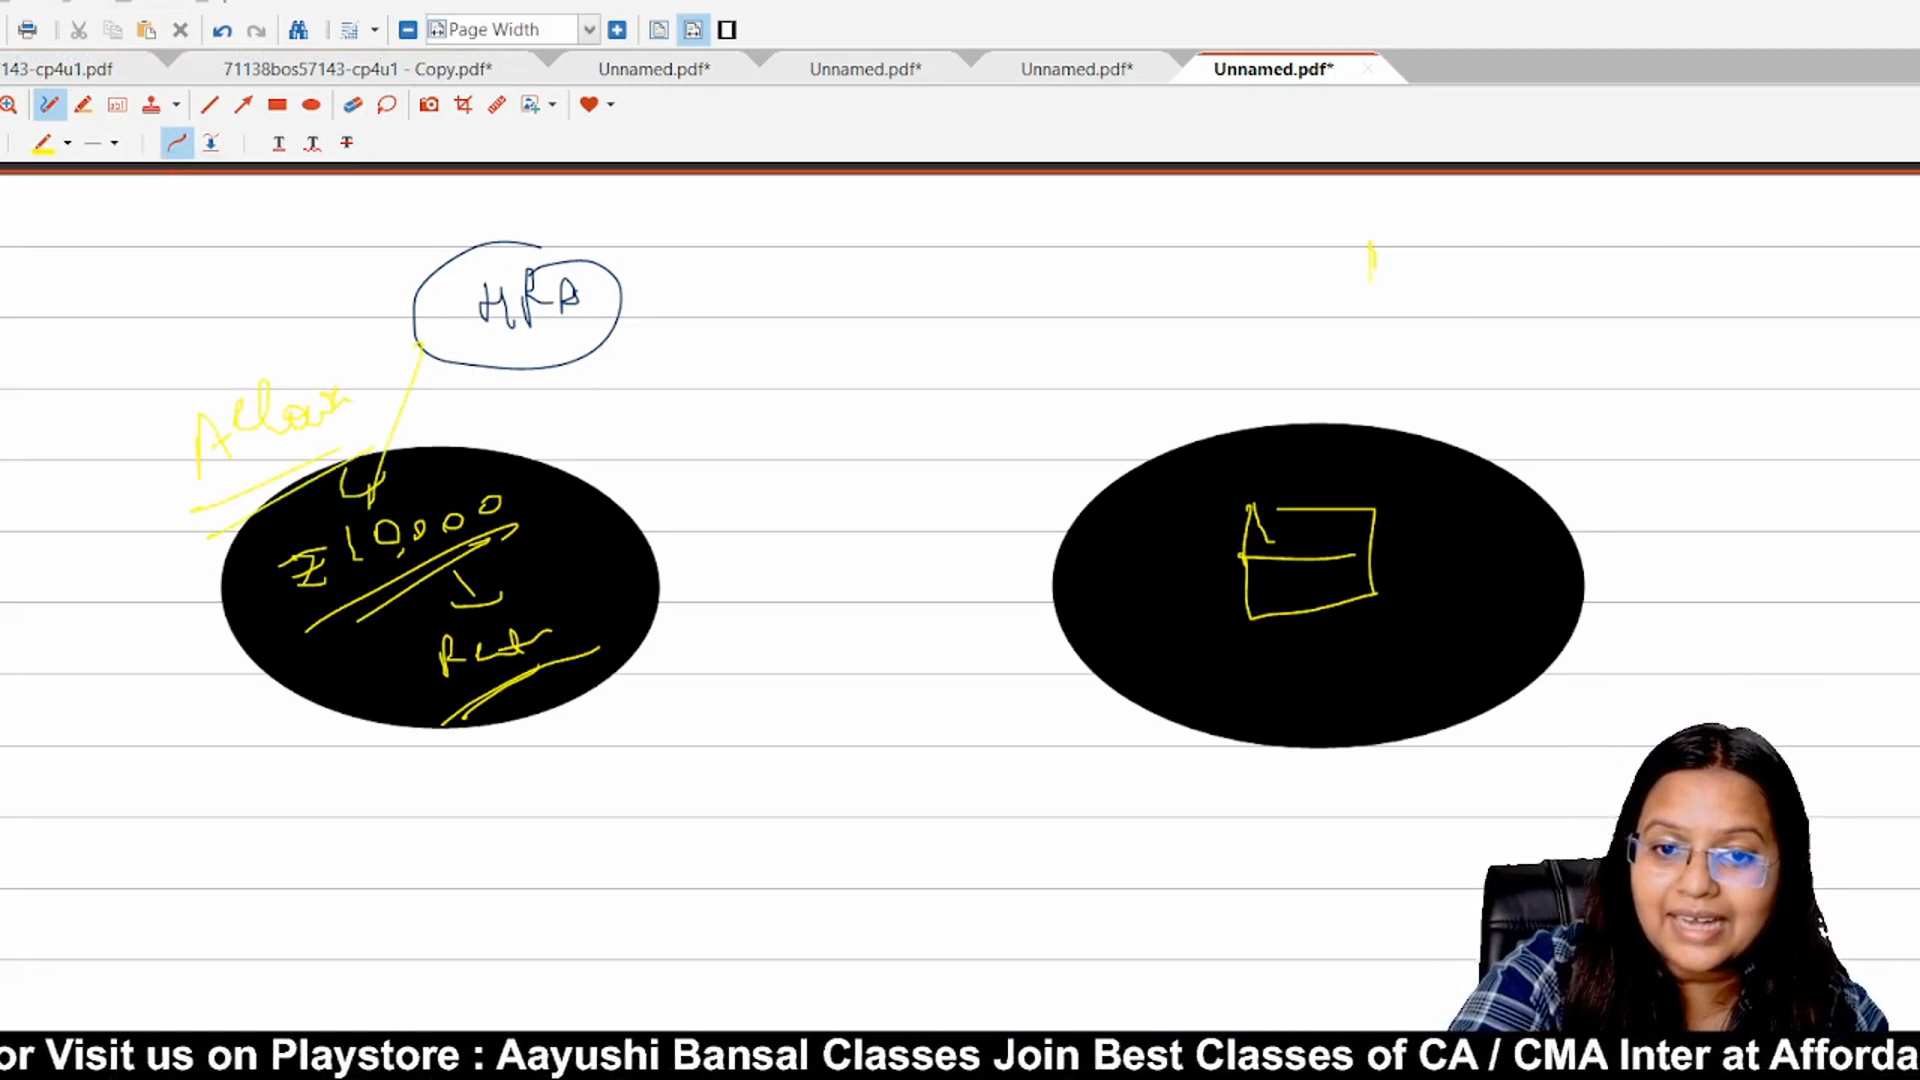 Page Width
143-cp4u1.pdf
71138bos57143-cp4u1 - Copy.pdf*
Unnamed.pdf*
Unnamed.pdf*
Unnamed.pdf*
Unnamed.pdf*
HRA
₹10,000
Rent
or Visit us on Playstore : Aayushi Bansal Classes Join Best Classes of CA / CMA Inter at Afforda